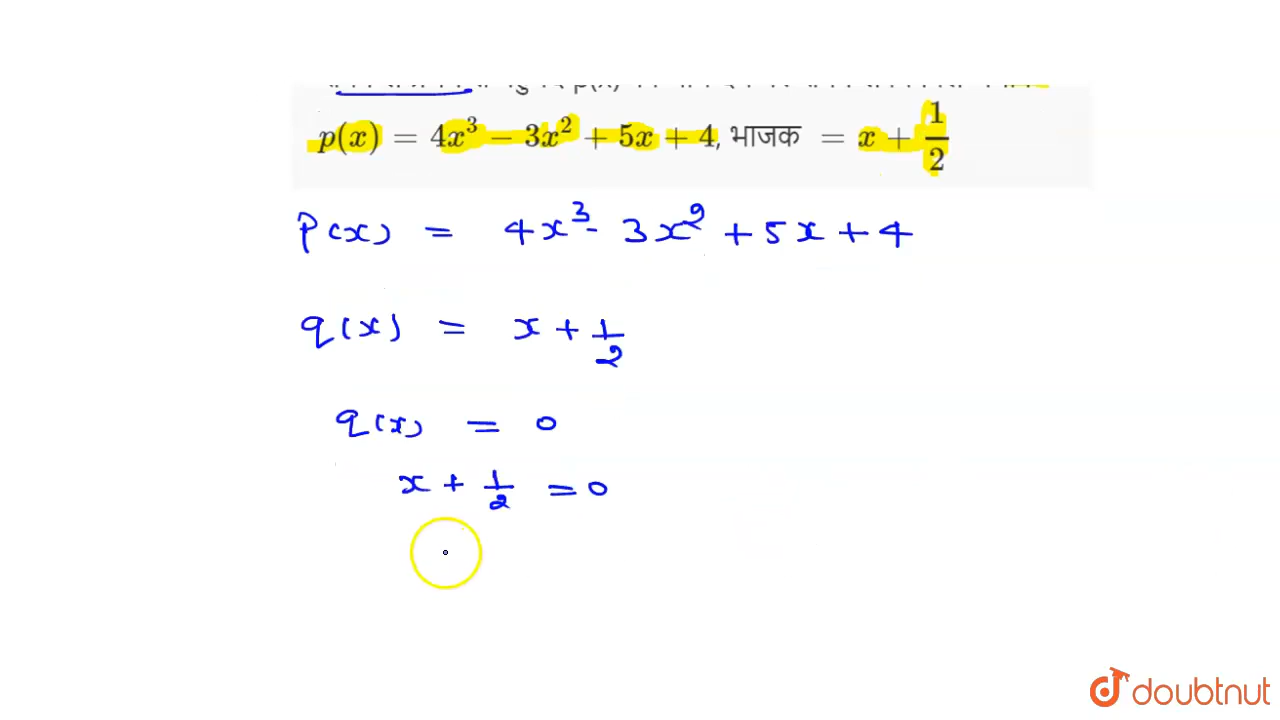 p(x)
p(x) = 4x³ − 3x² + 5x + 4, भाजक = x + 1/2
P(x) = 4x³ - 3x² + 5x + 4
q(x) = x + 1/2
q(x) = 0
x + 1/2 = 0
doubtnut